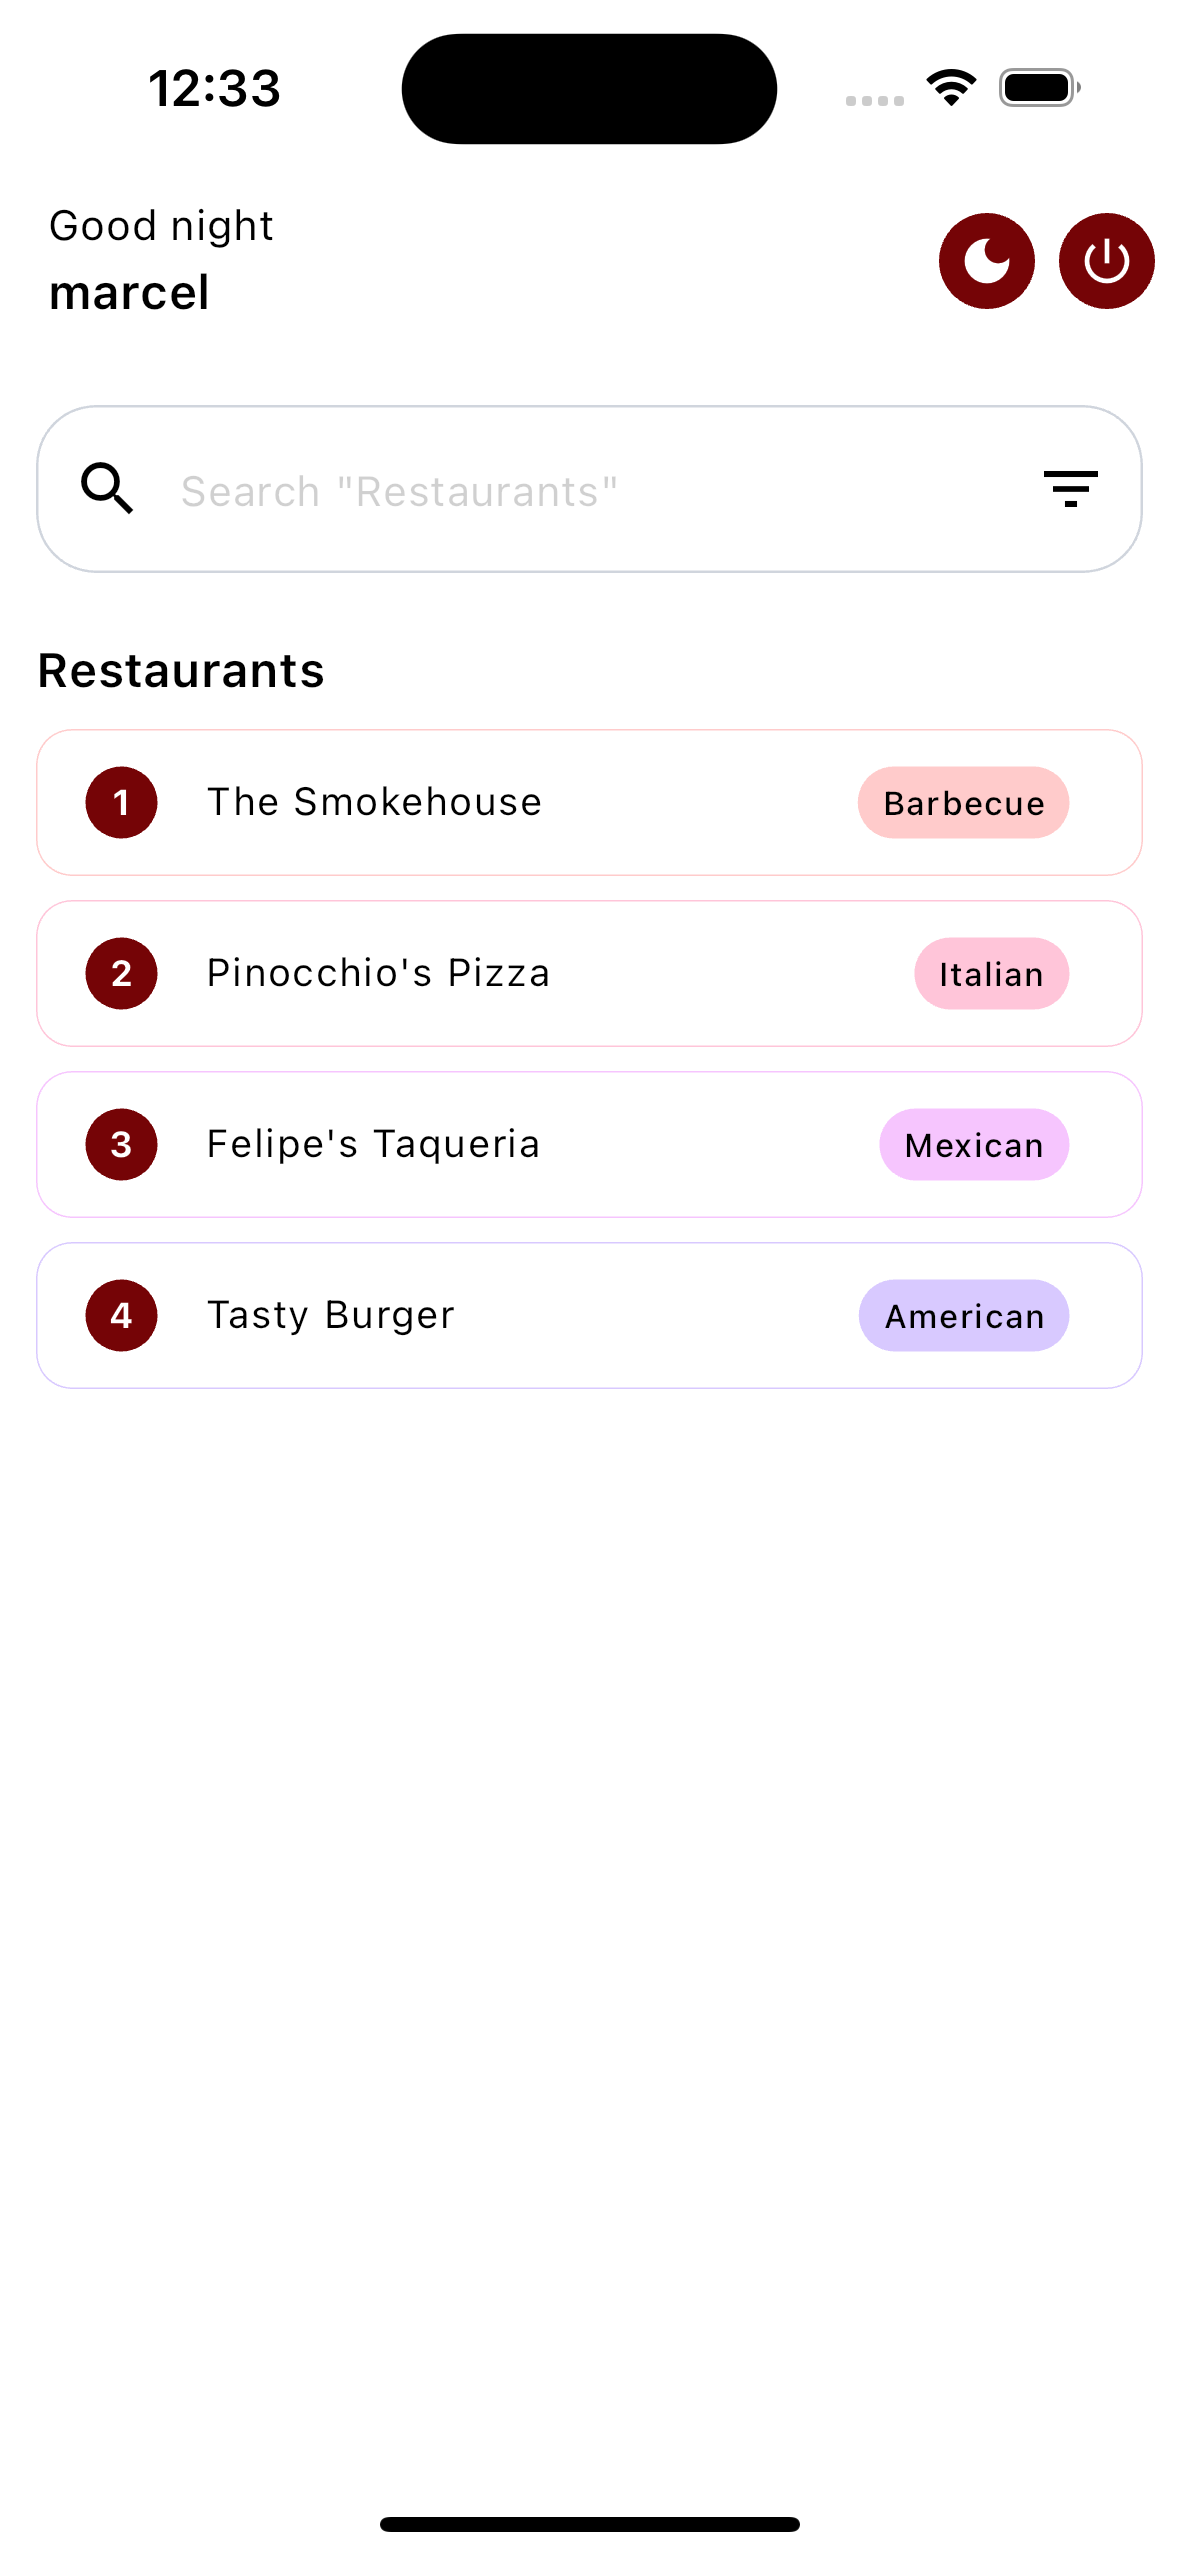 12:33
Good night
marcel
Search "Restaurants"
Restaurants
1 The Smokehouse Barbecue
2 Pinocchio's Pizza Italian
3 Felipe's Taqueria Mexican
4 Tasty Burger American